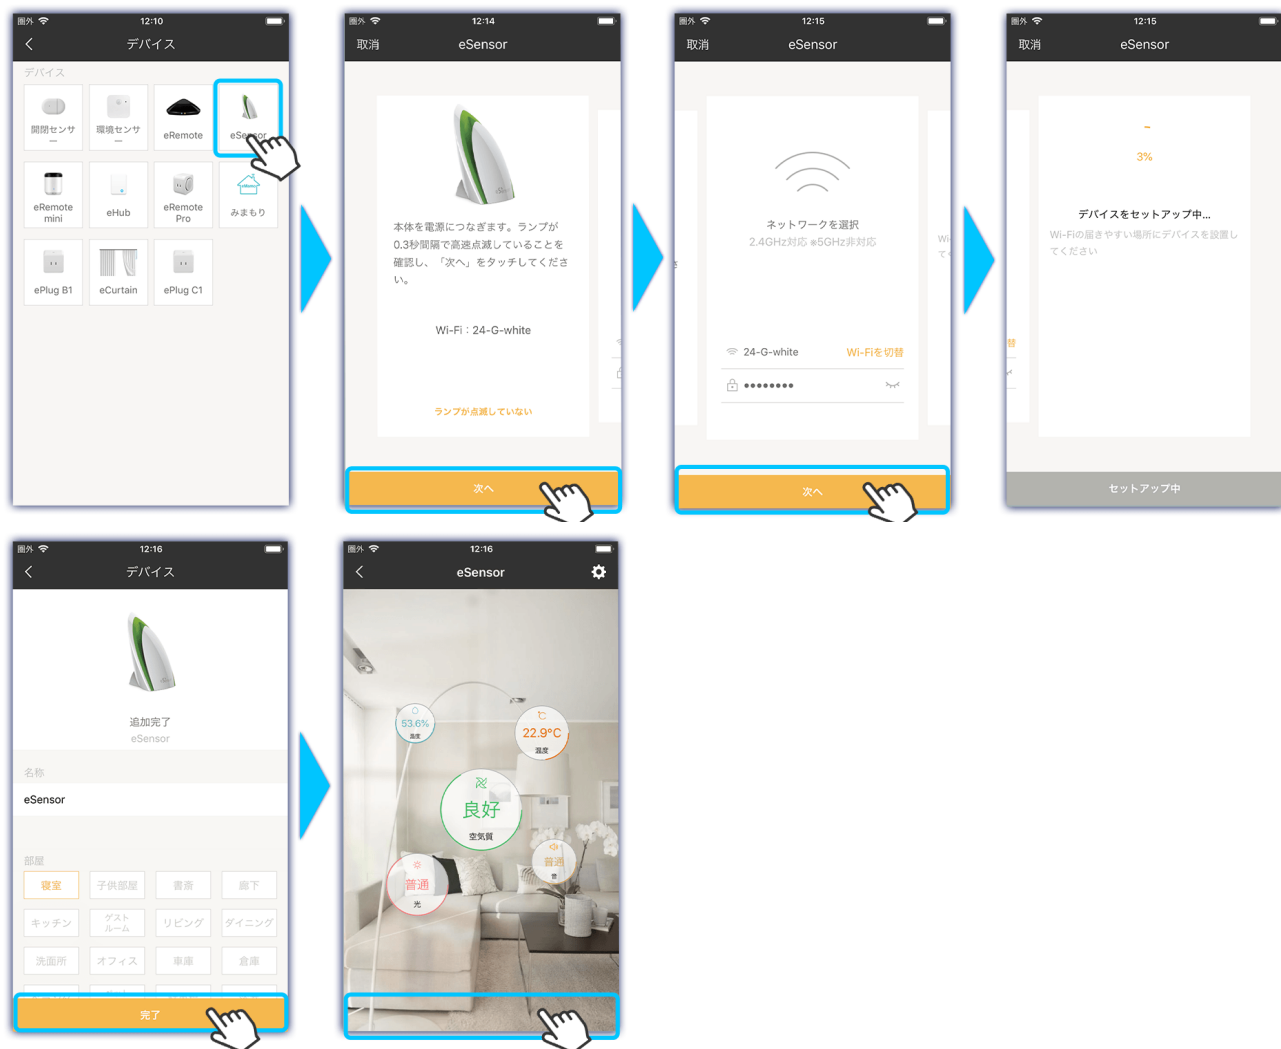 圏外 12:10
デバイス
デバイス
開閉センサ
ー
環境センサ
ー
eRemote
eSensor
eRemote
mini
eHub
eRemote
Pro
みまもり
ePlug B1
eCurtain
ePlug C1
圏外 12:14
取消 eSensor
本体を電源につなぎます。ランプが
0.3秒間隔で高速点滅していることを
確認し、「次へ」をタッチしてくださ
い。
Wi-Fi：24-G-white
ランプが点滅していない
次へ
圏外 12:15
取消 eSensor
ネットワークを選択
2.4GHz対応 ※5GHz非対応
24-G-white Wi-Fiを切替
●●●●●●●●
次へ
圏外 12:15
取消 eSensor
3%
デバイスをセットアップ中...
Wi-Fiの届きやすい場所にデバイスを設置し
てください
替
セットアップ中
圏外 12:16
デバイス
追加完了
eSensor
名称
eSensor
部屋
寝室 子供部屋 書斎 廊下
キッチン ゲスト
ルーム リビング ダイニング
洗面所 オフィス 車庫 倉庫
完了
圏外 12:16
eSensor
53.6%
湿度
℃
22.9°C
温度
良好
空気質
普通
音
普通
光